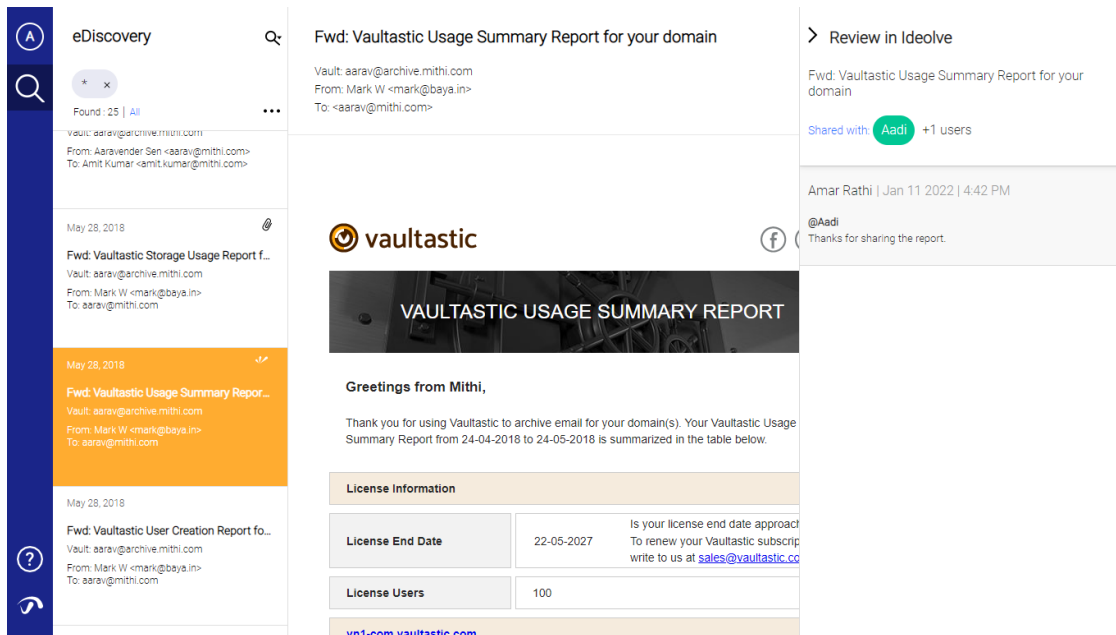 A
eDiscovery
* ×
Found : 25 | All
Vault: aarav@archive.mithi.com
From: Aaravender Sen <aarav@mithi.com>
To: Amit Kumar <amit.kumar@mithi.com>
May 28, 2018
Fwd: Vaultastic Storage Usage Report f...
Vault: aarav@archive.mithi.com
From: Mark W <mark@baya.in>
To: aarav@mithi.com
May 28, 2018
Fwd: Vaultastic Usage Summary Repor...
Vault: aarav@archive.mithi.com
From: Mark W <mark@baya.in>
To: aarav@mithi.com
May 28, 2018
Fwd: Vaultastic User Creation Report fo...
Vault: aarav@archive.mithi.com
From: Mark W <mark@baya.in>
To: aarav@mithi.com
?
Fwd: Vaultastic Usage Summary Report for your domain
Vault: aarav@archive.mithi.com
From: Mark W <mark@baya.in>
To: <aarav@mithi.com>
vaultastic
f
VAULTASTIC USAGE SUMMARY REPORT
Greetings from Mithi,
Thank you for using Vaultastic to archive email for your domain(s). Your Vaultastic Usage
Summary Report from 24-04-2018 to 24-05-2018 is summarized in the table below.
License Information
License End Date
22-05-2027
Is your license end date approach
To renew your Vaultastic subscrip
write to us at sales@vaultastic.co
License Users
100
vp1-com.vaultastic.com
Review in Ideolve
Fwd: Vaultastic Usage Summary Report for your
domain
Shared with: Aadi +1 users
Amar Rathi | Jan 11 2022 | 4:42 PM
@Aadi
Thanks for sharing the report.